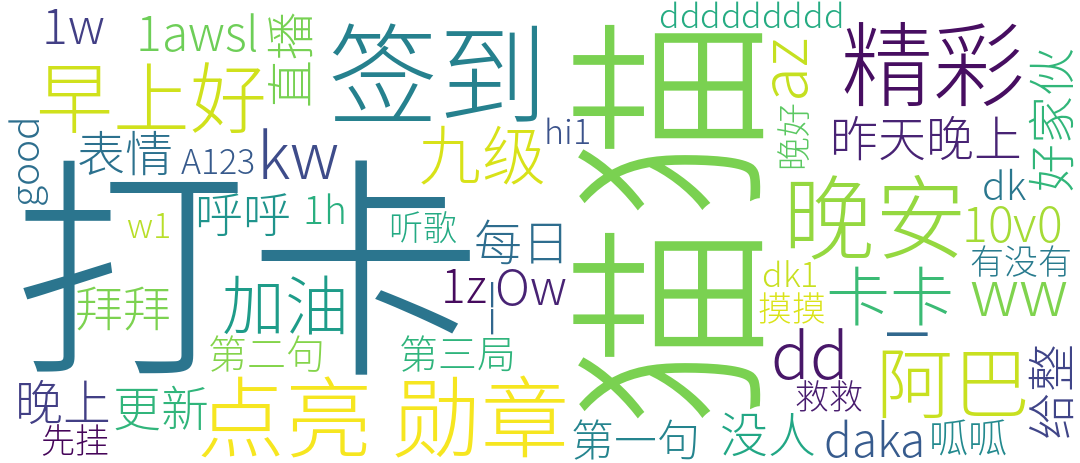 1w
1awsl
直播
签到
猫猫
ddddddddd
az
精彩
早上好
good
表情
A123
kw
九级
hi1
晚好
昨天晚上
好家伙
打卡
w1
呼呼
1h
听歌
每日
晚安
dk
10v0
有没有
拜拜
加油
1z0w
dk1
摸摸
卡卡
ww
第二句
第三局
dd
一
阿巴
给整
晚上
更新
点亮
勋章
救救
先挂
第一句
没人
daka
呱呱